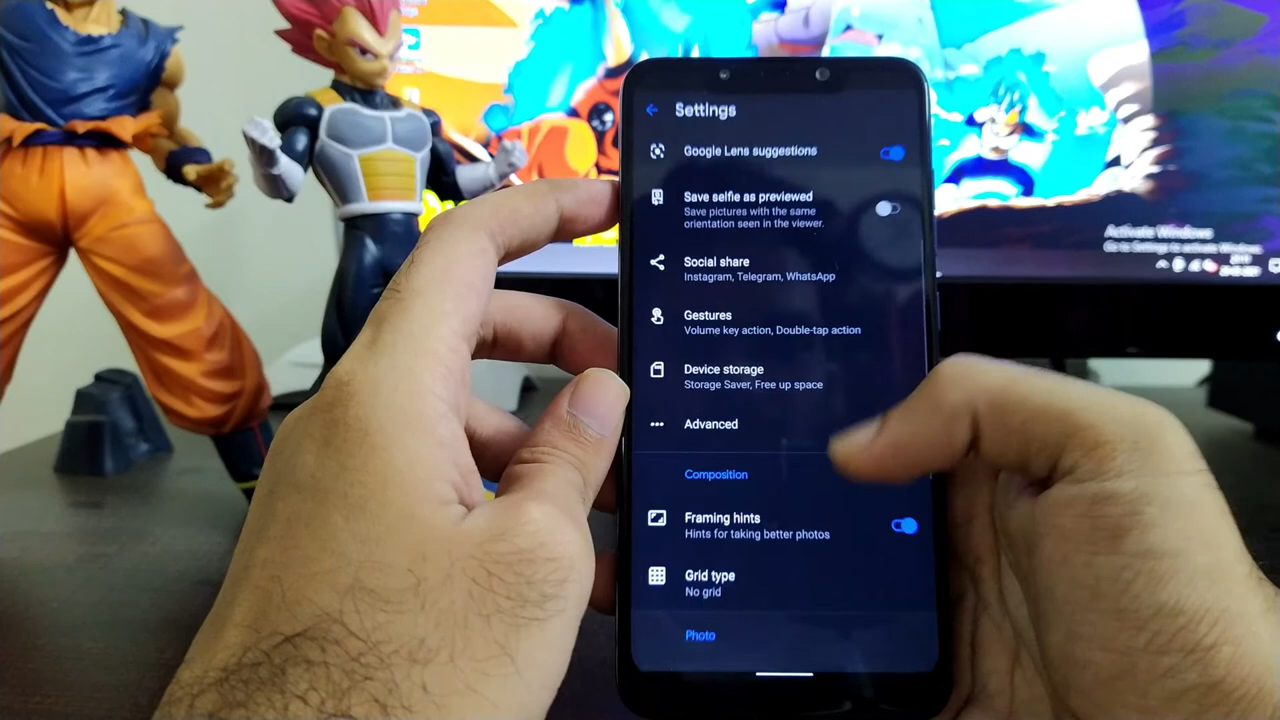 Settings
Google Lens suggestions
Save selfie as previewed
Save pictures with the same
orientation seen in the viewer.
Social share
Instagram, Telegram, WhatsApp
Gestures
Volume key action, Double-tap action
Device storage
Storage Saver, Free up space
Advanced
Composition
Framing hints
Hints for taking better photos
Grid type
No grid
Photo
Activate Windows
Go to Settings to activate Windows.